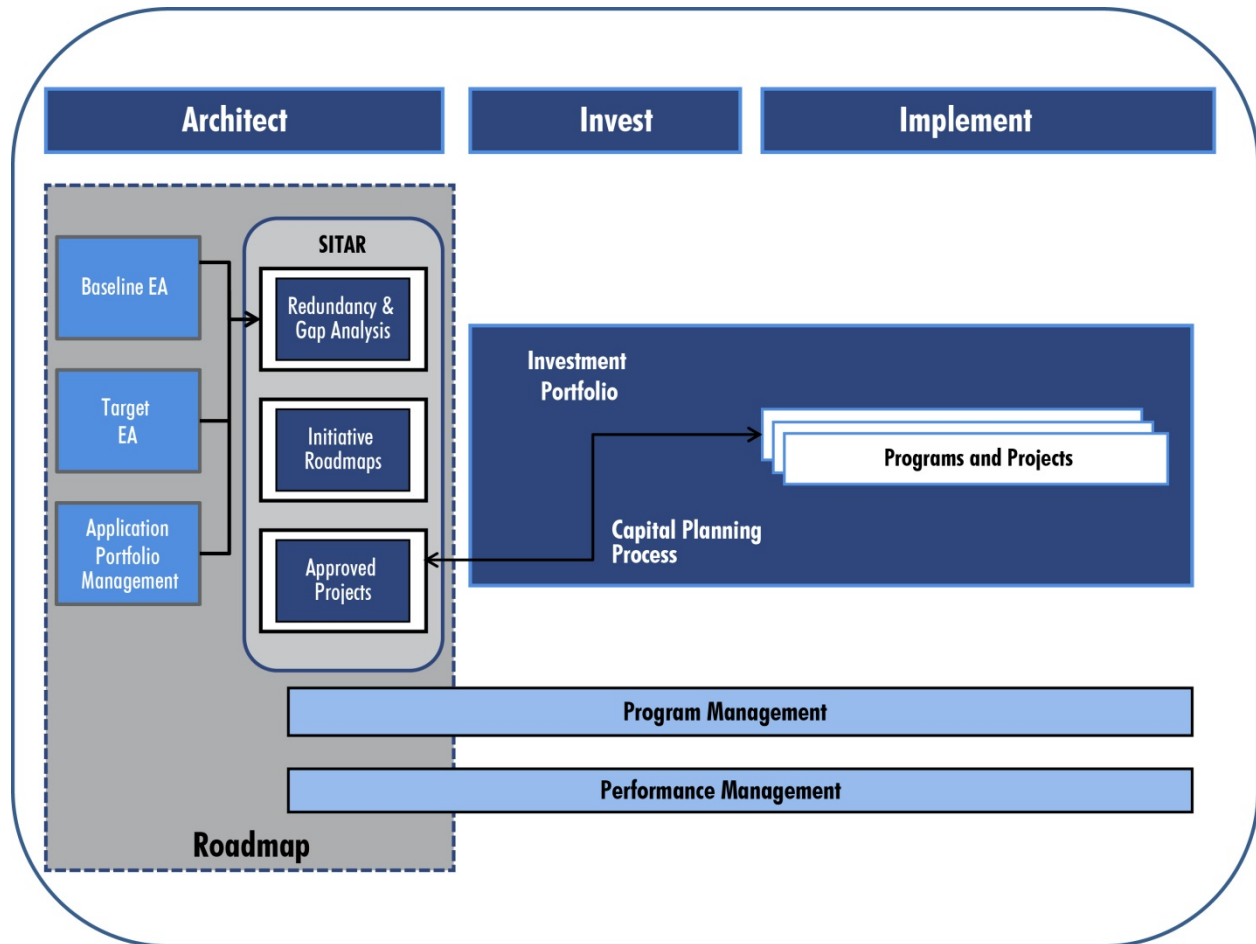 Architect
Invest
Implement
SITAR
Baseline EA
Redundancy &
Gap Analysis
Target
EA
Initiative
Roadmaps
Application
Portfolio
Management
Approved
Projects
Investment
Portfolio
Programs and Projects
Capital Planning
Process
Program Management
Performance Management
Roadmap